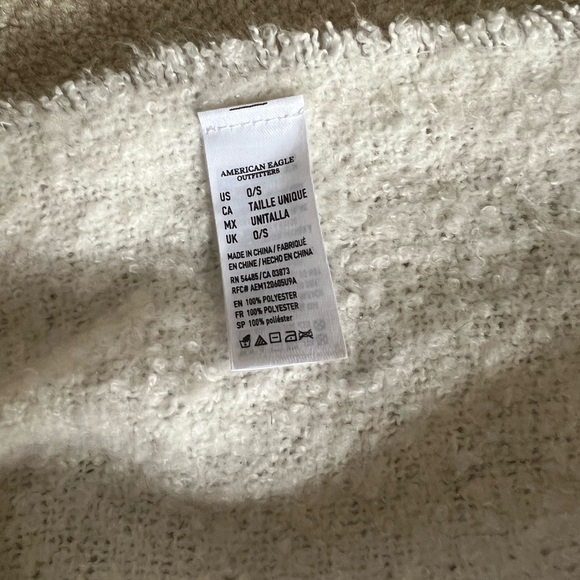 AMERICAN EAGLE
OUTFITTERS
US O/S
CA TAILLE UNIQUE
MX UNITALLA
UK O/S
MADE IN CHINA / FABRIQUÉ
EN CHINE / HECHO EN CHINA
RN 54485 / CA 03873
RFC# AEM120605U9A
EN 100% POLYESTER
FR 100% POLYESTER
SP 100% poliéster